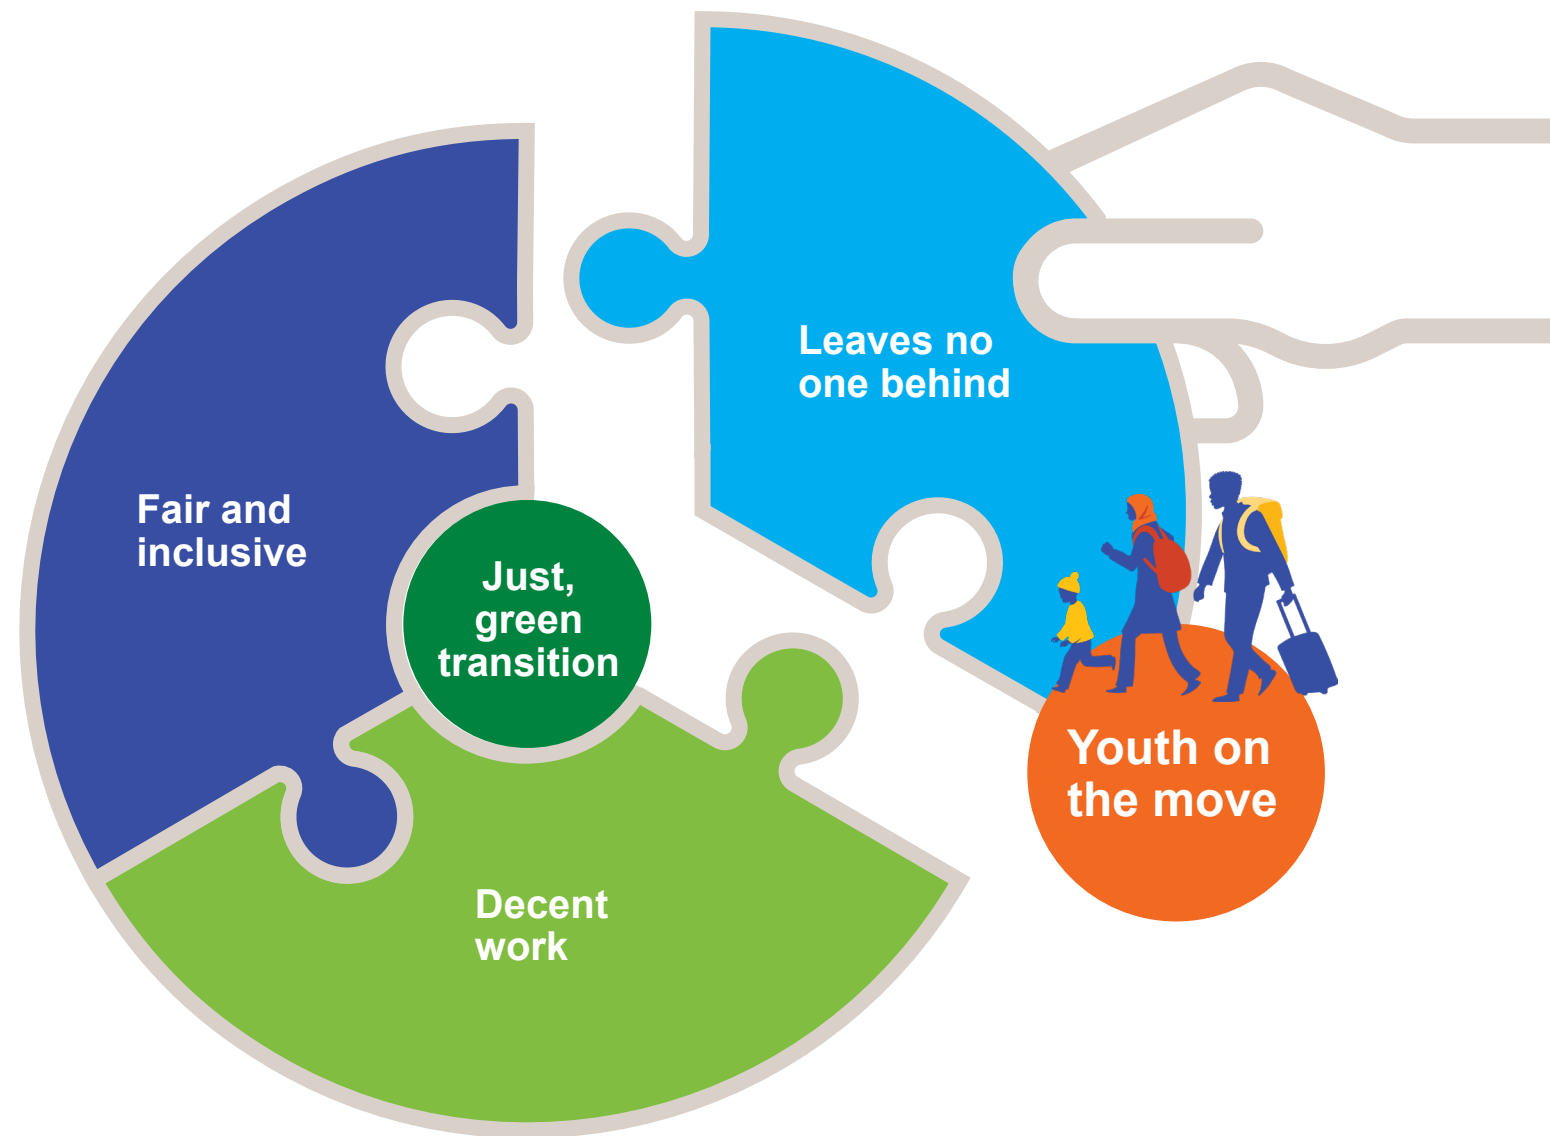 Leaves no
one behind
Fair and
inclusive
Just,
green
transition
Youth on
the move
Decent
work